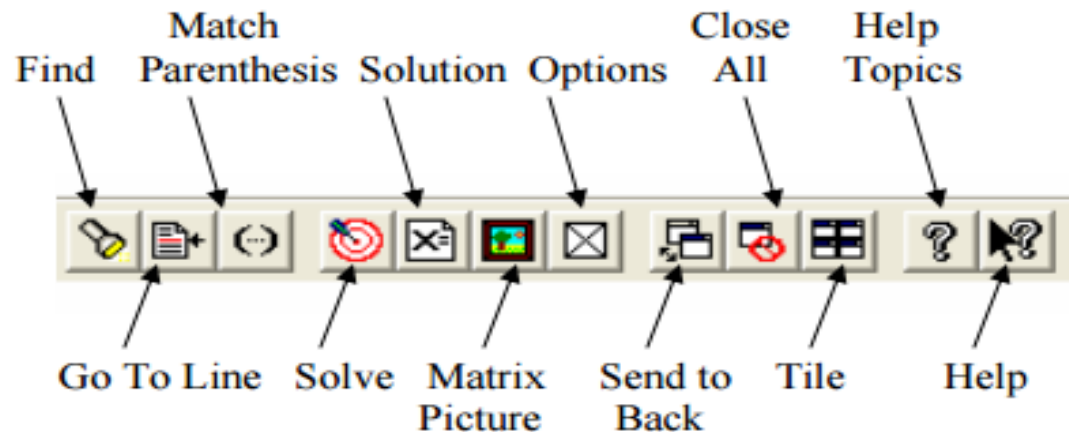 Match Close Help
Find Parenthesis Solution Options All Topics
Go To Line Solve Matrix Send to Tile Help
Picture Back